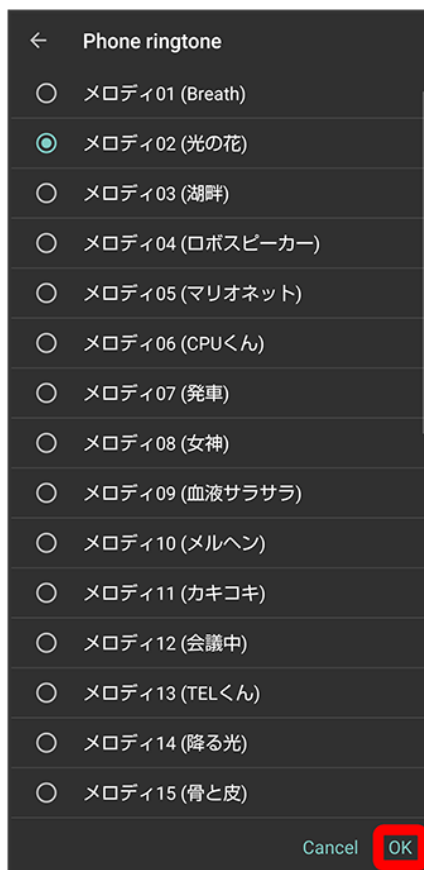 Phone ringtone
メロディ01 (Breath)
メロディ02 (光の花)
メロディ03 (湖畔)
メロディ04 (ロボスピーカー)
メロディ05 (マリオネット)
メロディ06 (CPUくん)
メロディ07 (発車)
メロディ08 (女神)
メロディ09 (血液サラサラ)
メロディ10 (メルヘン)
メロディ11 (カキコキ)
メロディ12 (会議中)
メロディ13 (TELくん)
メロディ14 (降る光)
メロディ15 (骨と皮)
Cancel OK